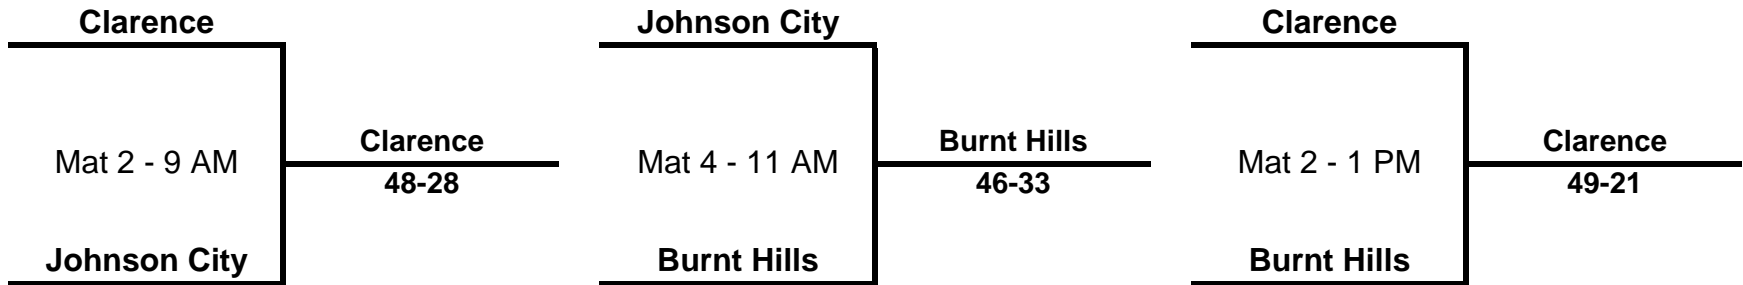 Clarence
Mat 2 - 9 AM
Johnson City
Clarence
48-28
Johnson City
Mat 4 - 11 AM
Burnt Hills
Burnt Hills
46-33
Clarence
Mat 2 - 1 PM
Burnt Hills
Clarence
49-21